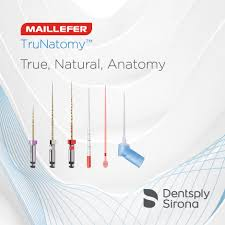 MAILLEFER
TruNatomy™
True, Natural, Anatomy
Dentsply
Sirona